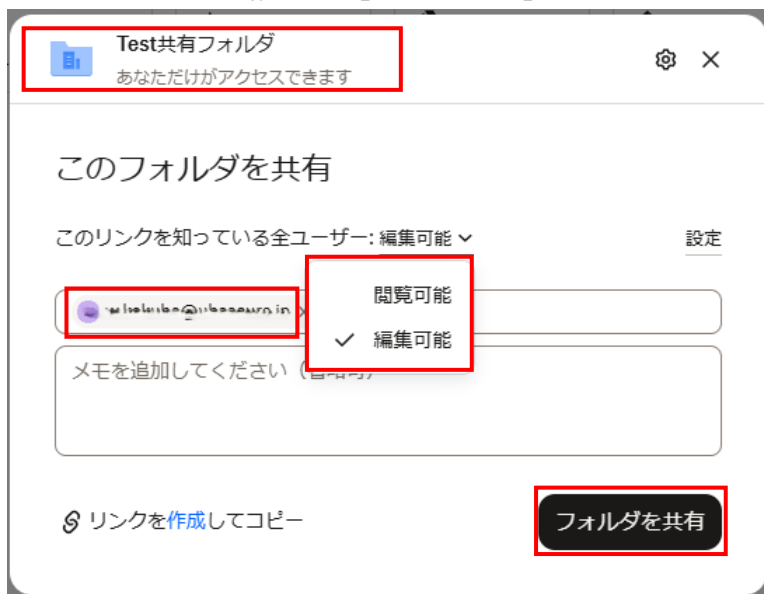 Test共有フォルダ
あなただけがアクセスできます
このフォルダを共有
このリンクを知っている全ユーザー: 編集可能
設定
閲覧可能
✓ 編集可能
メモを追加してください
リンクを作成してコピー
フォルダを共有